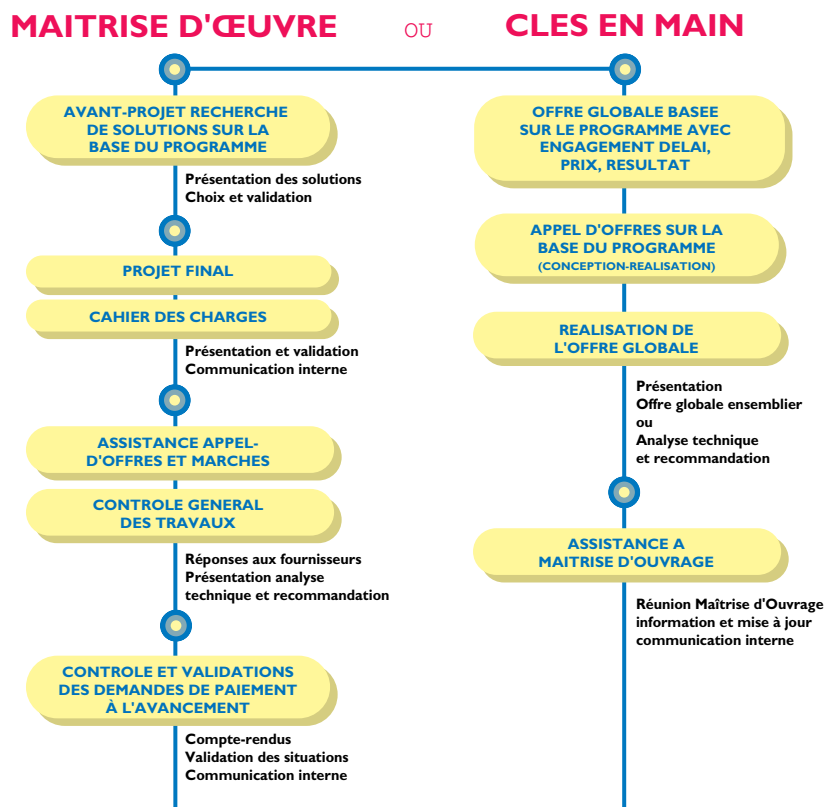 MAITRISE D'ŒUVRE
OU
CLES EN MAIN
AVANT-PROJET RECHERCHE
DE SOLUTIONS SUR LA
BASE DU PROGRAMME
Présentation des solutions
Choix et validation
PROJET FINAL
CAHIER DES CHARGES
Présentation et validation
Communication interne
ASSISTANCE APPEL-
D'OFFRES ET MARCHES
CONTROLE GENERAL
DES TRAVAUX
Réponses aux fournisseurs
Présentation analyse
technique et recommandation
CONTROLE ET VALIDATIONS
DES DEMANDES DE PAIEMENT
À L'AVANCEMENT
Compte-rendu
Validation des situations
Communication interne
OFFRE GLOBALE BASEE
SUR LE PROGRAMME AVEC
ENGAGEMENT DELAI,
PRIX, RESULTAT
APPEL D'OFFRES SUR LA
BASE DU PROGRAMME
(CONCEPTION-REALISATION)
REALISATION DE
L'OFFRE GLOBALE
Présentation
Offre globale ensemblier
ou
Analyse technique
et recommandation
ASSISTANCE A
MAITRISE D'OUVRAGE
Réunion Maîtrise d'Ouvrage
information et mise à jour
communication interne